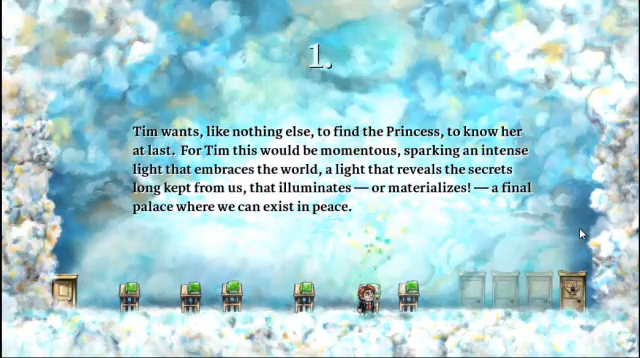 1.
Tim wants, like nothing else, to find the Princess, to know her
at last.  For Tim this would be momentous, sparking an intense
light that embraces the world, a light that reveals the secrets
long kept from us, that illuminates — or materializes! — a final
palace where we can exist in peace.